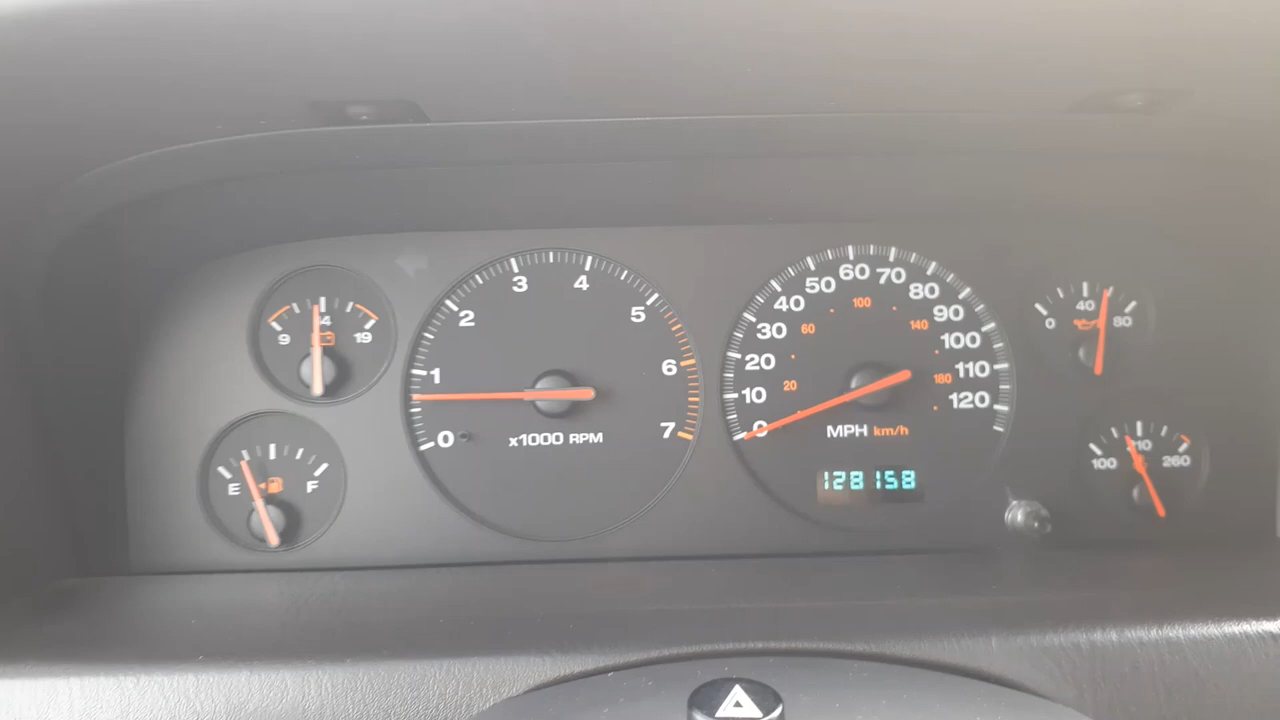 9 14 19
E F
0 1 2 3 4 5 6 7
x1000 RPM
0 10 20 30 40 50 60 70 80 90 100 110 120
20 60 100 140 180
MPH km/h
128158
0 40 80
100 210 260